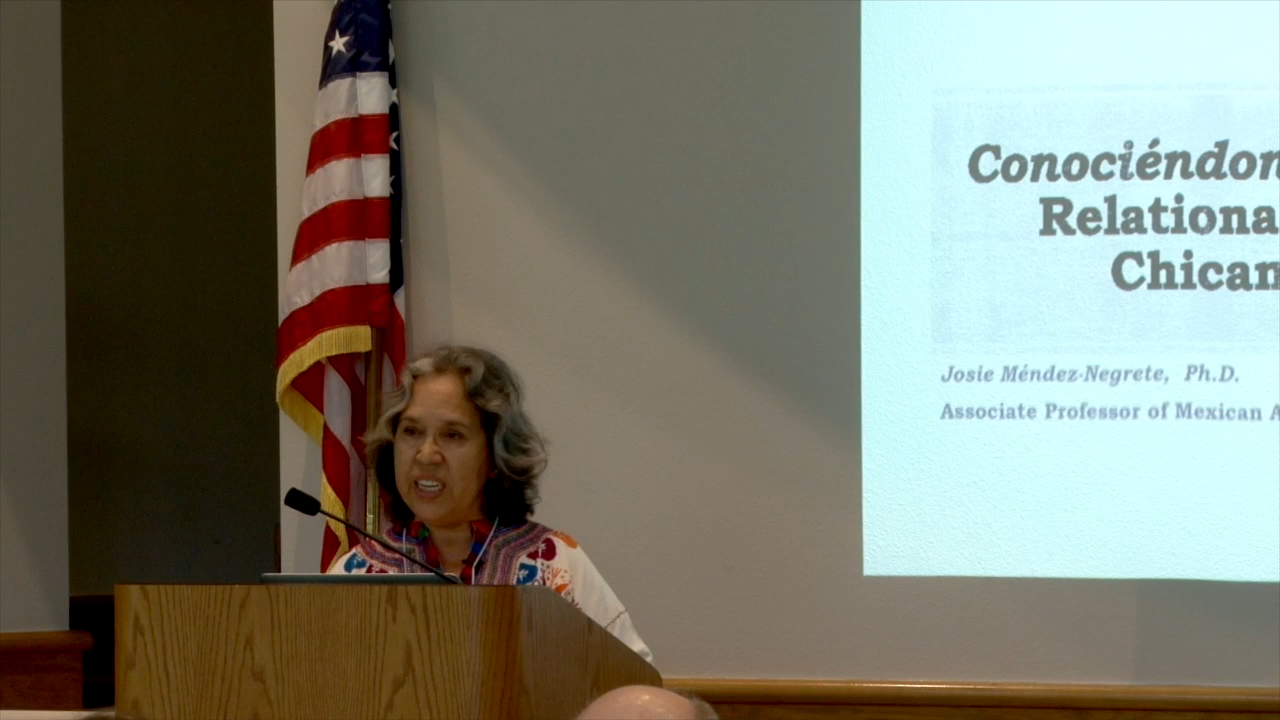 Conociéndon
Relationa
Chican
Josie Méndez-Negrete, Ph.D.
Associate Professor of Mexican A